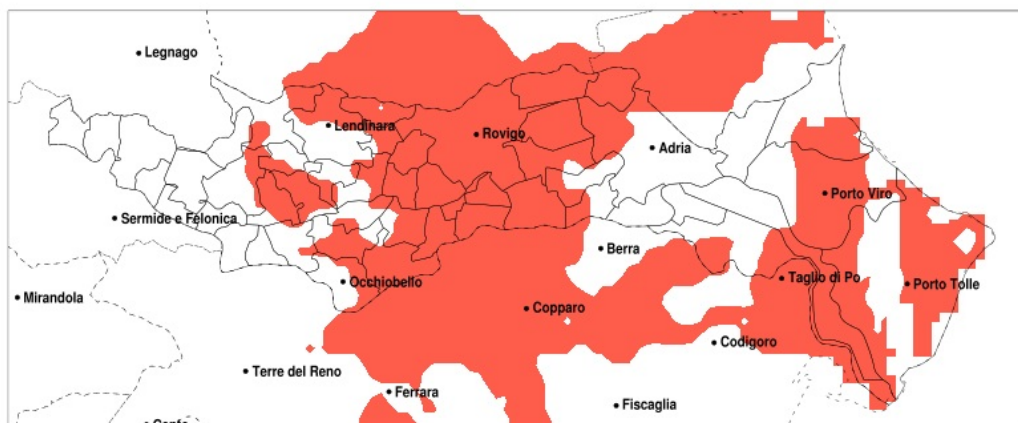 Legnago
Lendinara
Rovigo
Adria
Porto Viro
Sermide e Felonica
Berra
Occhiobello
Taglio di Po
Porto Tolle
Mirandola
Copparo
Codigoro
Terre del Reno
Ferrara
Fiscaglia